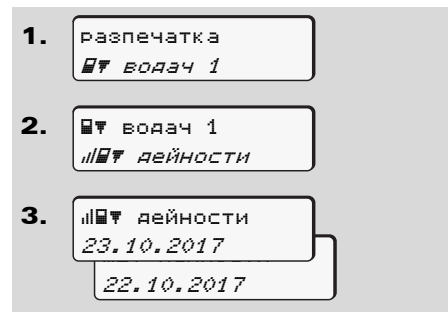 1. разпечатка
водач 1
2. водач 1
дейности
3. дейности
23.10.2017
22.10.2017